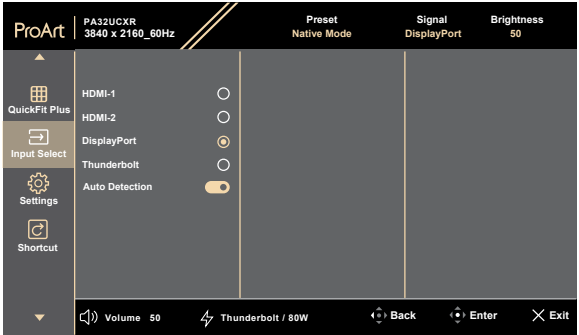 ProArt
PA32UCXR
3840 x 2160_60Hz
Preset
Native Mode
Signal
DisplayPort
Brightness
50
QuickFit Plus
Input Select
Settings
Shortcut
HDMI-1
HDMI-2
DisplayPort
Thunderbolt
Auto Detection
Volume 50
Thunderbolt / 80W
Back
Enter
Exit